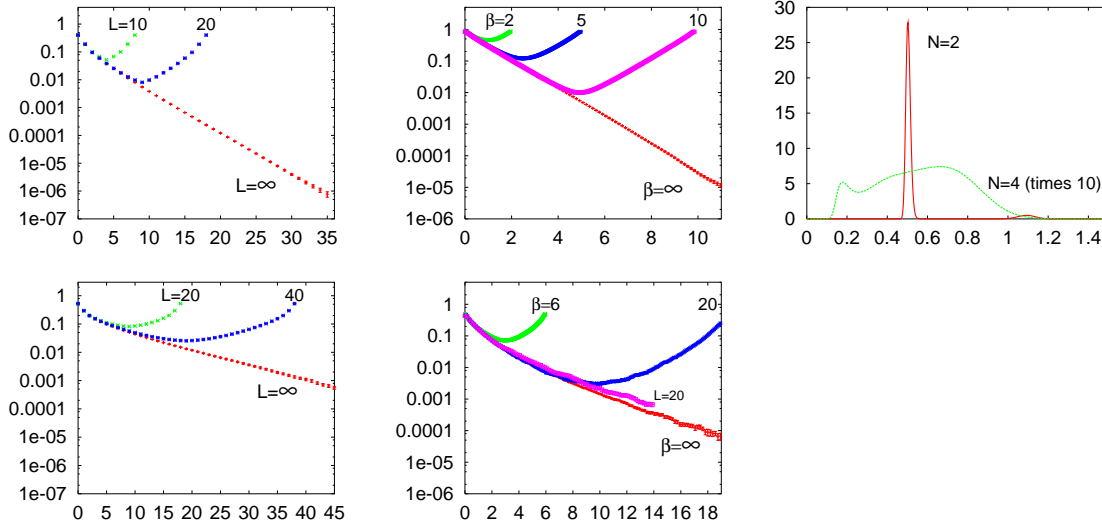 1
0.1
0.01
0.001
0.0001
1e-05
1e-06
1e-07
0 5 10 15 20 25 30 35
L=10
20
L=∞
1
0.1
0.01
0.001
0.0001
1e-05
1e-06
0 2 4 6 8 10
β=2
5
10
β=∞
30
25
20
15
10
5
0
0 0.2 0.4 0.6 0.8 1 1.2 1.4
N=2
N=4 (times 10)
1
0.1
0.01
0.001
0.0001
1e-05
1e-06
1e-07
0 5 10 15 20 25 30 35 40 45
L=20
40
L=∞
1
0.1
0.01
0.001
0.0001
1e-05
1e-06
0 2 4 6 8 10 12 14 16 18
β=6
20
L=20
β=∞